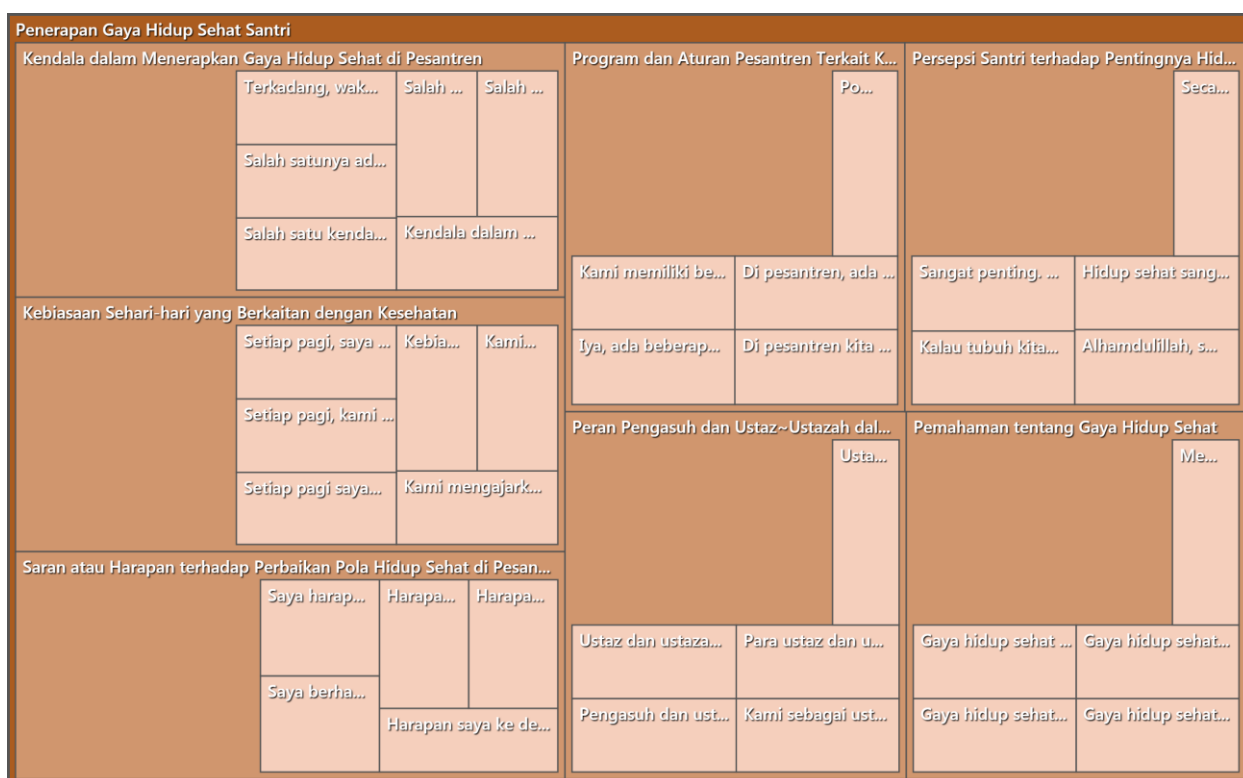 Penerapan Gaya Hidup Sehat Santri
Kendala dalam Menerapkan Gaya Hidup Sehat di Pesantren
Terkadang, wak...
Salah ...
Salah ...
Salah satunya ad...
Salah satu kenda...
Kendala dalam ...
Kebiasaan Sehari-hari yang Berkaitan dengan Kesehatan
Setiap pagi, saya ...
Kebia...
Kami...
Setiap pagi, kami ...
Setiap pagi saya...
Kami mengajark...
Saran atau Harapan terhadap Perbaikan Pola Hidup Sehat di Pesan...
Saya harap...
Harapa...
Harapa...
Saya berha...
Harapan saya ke de...
Program dan Aturan Pesantren Terkait K...
Po...
Kami memiliki be...
Di pesantren, ada ...
Iya, ada beberap...
Di pesantren kita ...
Persepsi Santri terhadap Pentingnya Hid...
Seca...
Sangat penting. ...
Hidup sehat sang...
Kalau tubuh kita...
Alhamdulillah, s...
Peran Pengasuh dan Ustaz~Ustazah dal...
Usta...
Ustaz dan ustaza...
Para ustaz dan u...
Pengasuh dan ust...
Kami sebagai ust...
Pemahaman tentang Gaya Hidup Sehat
Me...
Gaya hidup sehat ...
Gaya hidup sehat...
Gaya hidup sehat...
Gaya hidup sehat...